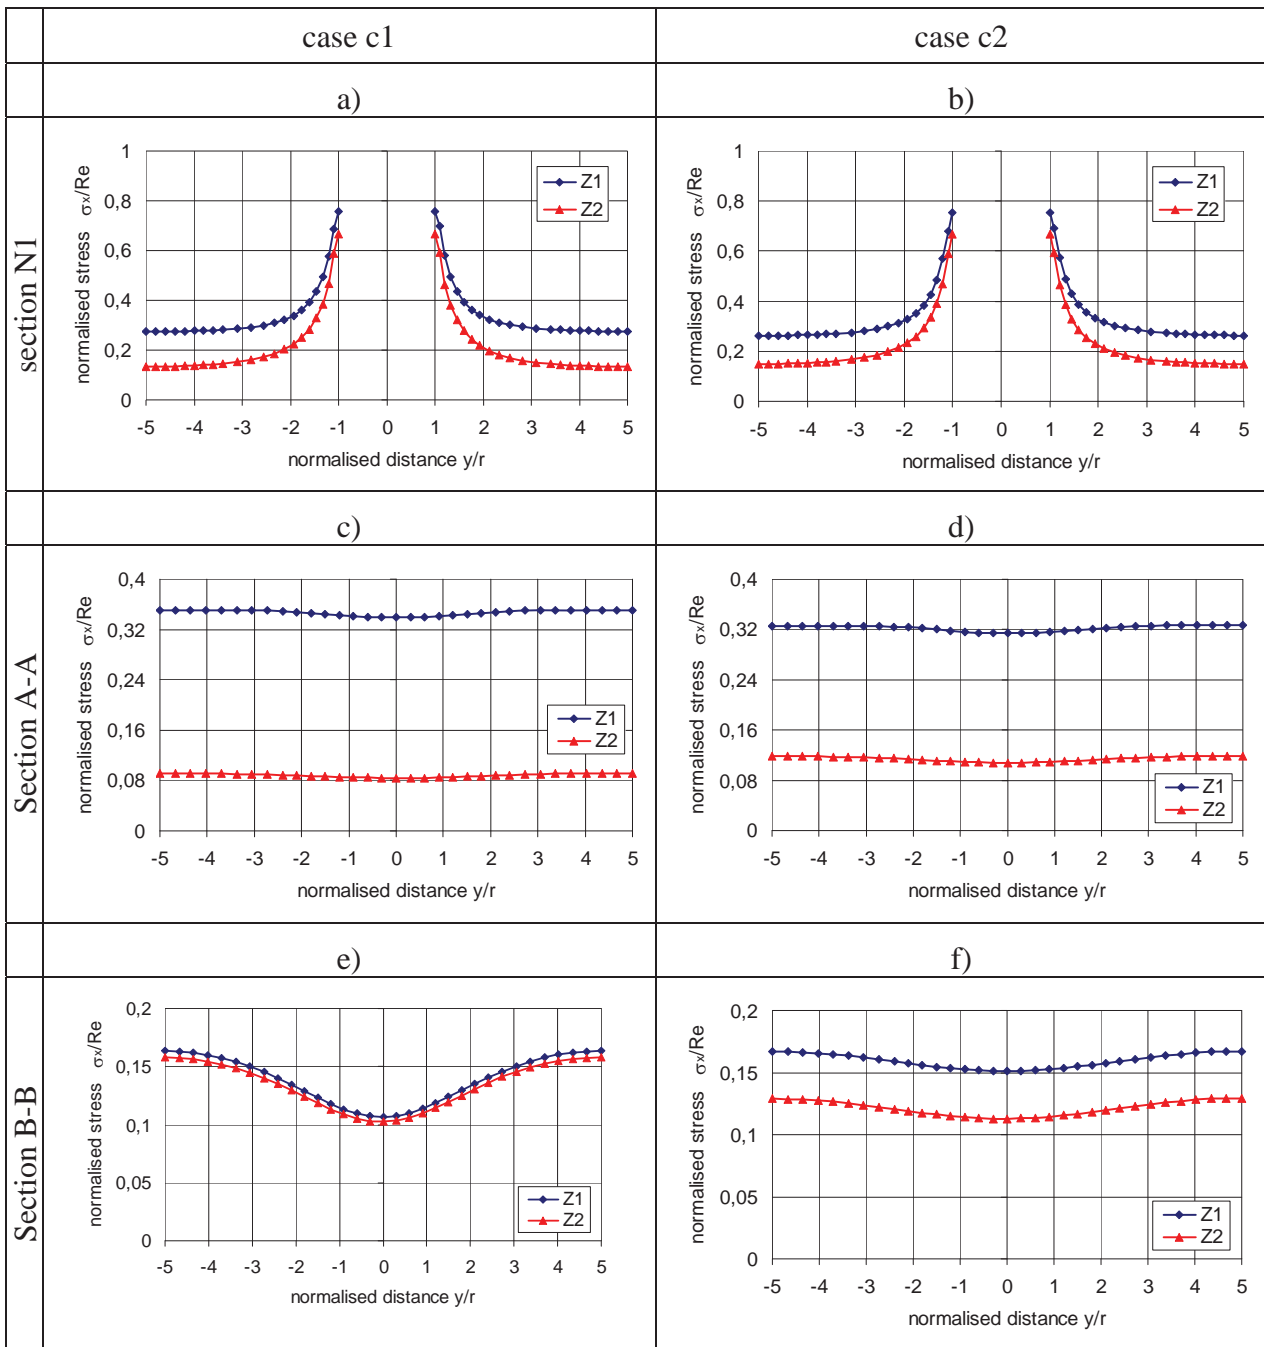 case c1
case c2
a)
b)
section N1
normalised stress σx/Re
1
0,8
0,6
0,4
0,2
0
-5 -4 -3 -2 -1 0 1 2 3 4 5
normalised distance y/r
Z1
Z2
normalised stress σx/Re
1
0,8
0,6
0,4
0,2
0
-5 -4 -3 -2 -1 0 1 2 3 4 5
normalised distance y/r
Z1
Z2
c)
d)
Section A-A
normalised stress σx/Re
0,4
0,32
0,24
0,16
0,08
0
-5 -4 -3 -2 -1 0 1 2 3 4 5
normalised distance y/r
Z1
Z2
normalised stress σx/Re
0,4
0,32
0,24
0,16
0,08
0
-5 -4 -3 -2 -1 0 1 2 3 4 5
normalised distance y/r
Z1
Z2
e)
f)
Section B-B
normalised stress σx/Re
0,2
0,15
0,1
0,05
0
-5 -4 -3 -2 -1 0 1 2 3 4 5
normalised distance y/r
Z1
Z2
normalised stress σx/Re
0,2
0,15
0,1
0,05
0
-5 -4 -3 -2 -1 0 1 2 3 4 5
normalised distance y/r
Z1
Z2